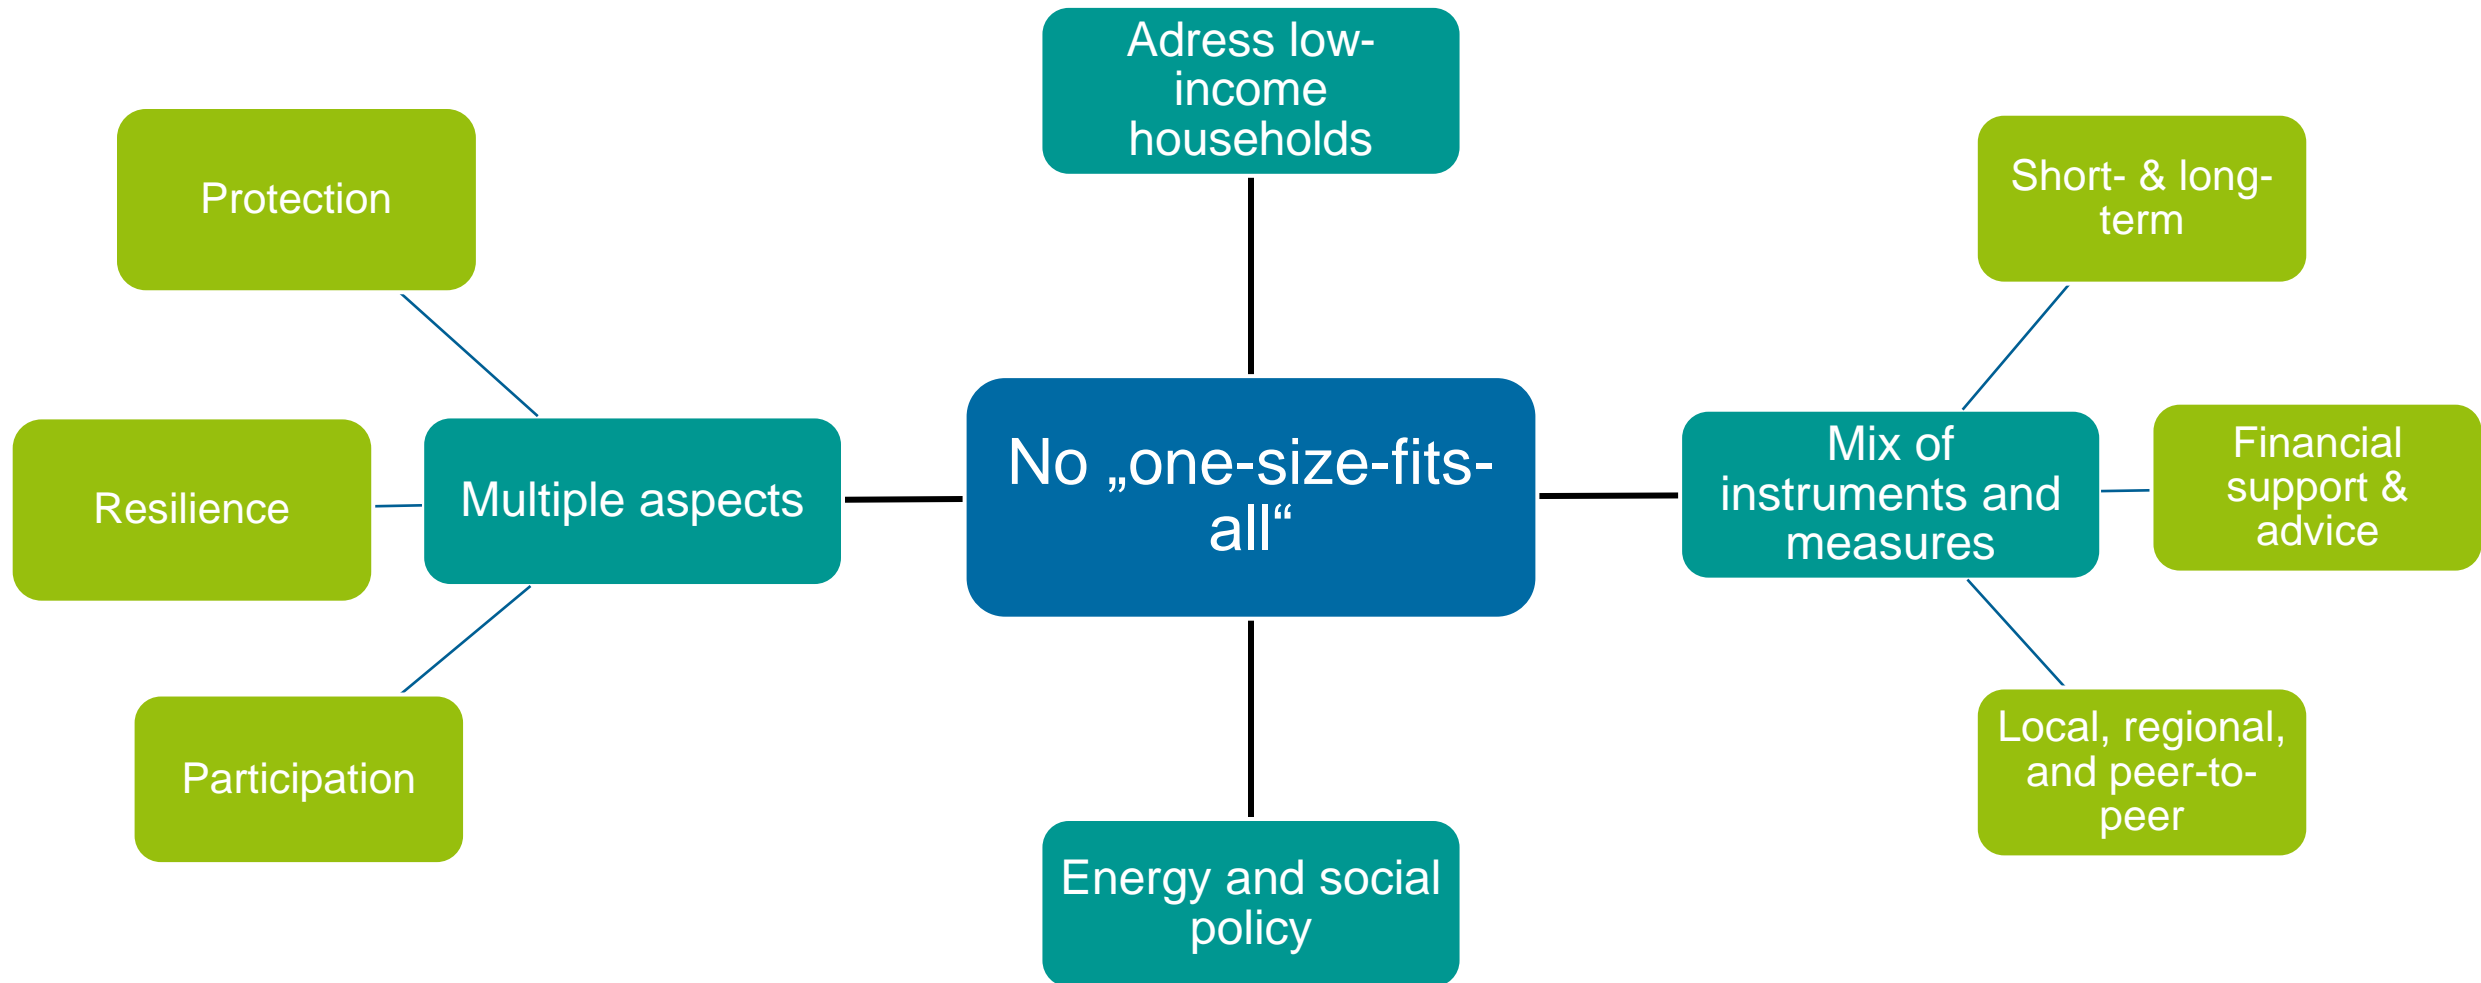 Adress low-
income
households
Protection
Short- & long-
term
Resilience
Multiple aspects
No „one-size-fits-
all“
Mix of
instruments and
measures
Financial
support &
advice
Participation
Local, regional,
and peer-to-
peer
Energy and social
policy